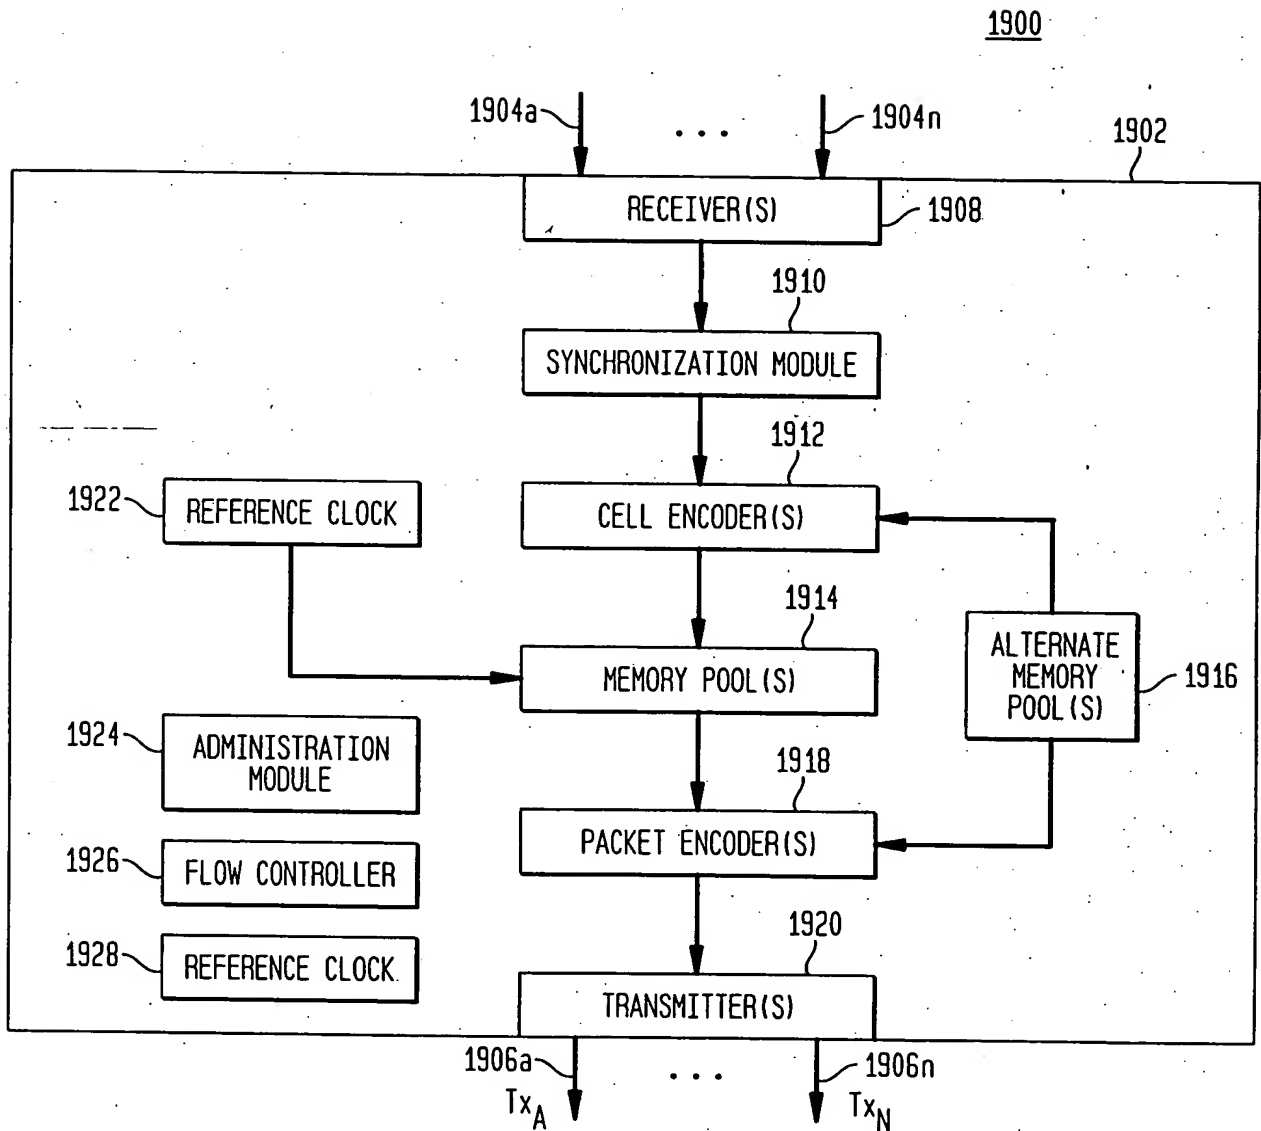 1900
1904a
...
1904n
1902
RECEIVER(S)
1908
1910
SYNCHRONIZATION MODULE
1912
1922
REFERENCE CLOCK
CELL ENCODER(S)
1914
MEMORY POOL(S)
ALTERNATE
MEMORY
POOL(S)
1916
1924
ADMINISTRATION
MODULE
1918
PACKET ENCODER(S)
1926
FLOW CONTROLLER
1928
REFERENCE CLOCK
1920
TRANSMITTER(S)
1906a
...
1906n
TxA
TxN